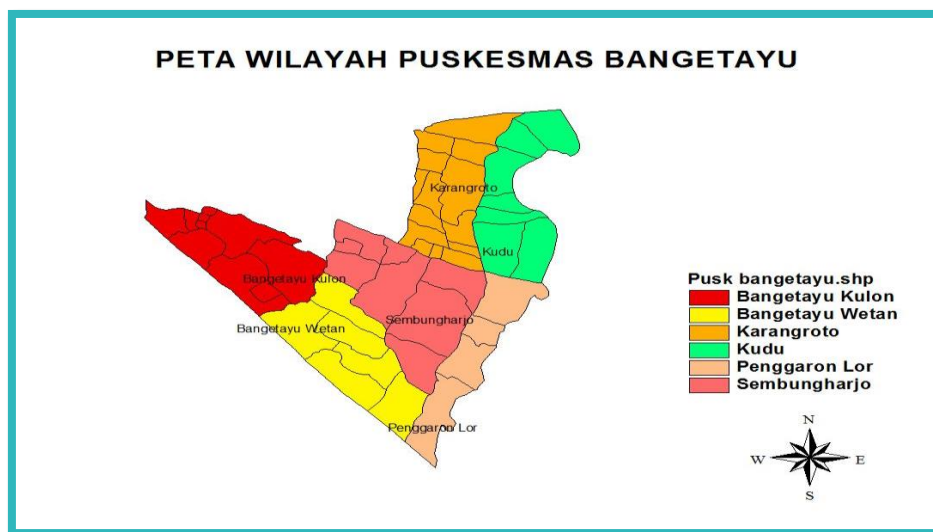 PETA WILAYAH PUSKESMAS BANGETAYU
Karangroto
Kudu
Bangetayu Kulon
Sembungharjo
Bangetayu Wetan
Penggaron Lor
Pusk bangetayu.shp
Bangetayu Kulon
Bangetayu Wetan
Karangroto
Kudu
Penggaron Lor
Sembungharjo
N
W E
S